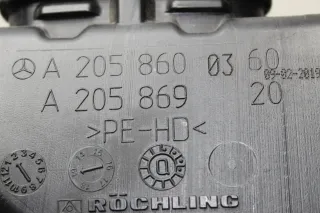 A 205 860 03 60
09-02-2019
A 205 869 20
>PE-HD<
RÖCHLING